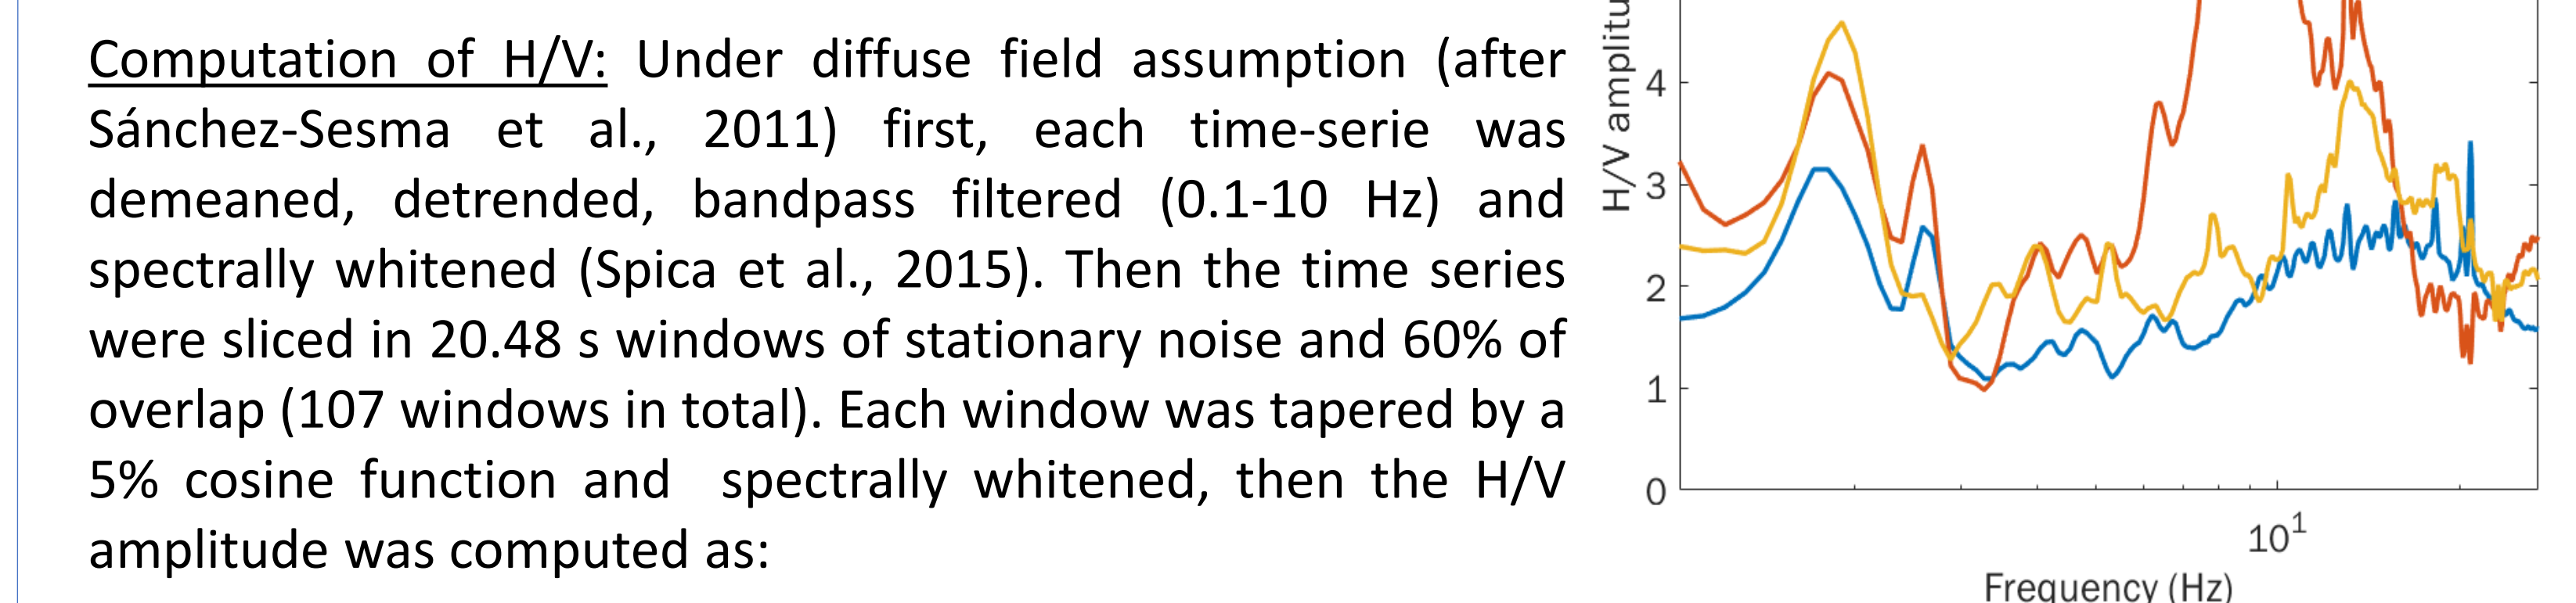 Computation of H/V: Under diffuse field assumption (after
Sánchez-Sesma et al., 2011) first, each time-serie was
demeaned, detrended, bandpass filtered (0.1-10 Hz) and
spectrally whitened (Spica et al., 2015). Then the time series
were sliced in 20.48 s windows of stationary noise and 60% of
overlap (107 windows in total). Each window was tapered by a
5% cosine function and spectrally whitened, then the H/V
amplitude was computed as:
H/V
4
3
2
1
0
10¹
Frequency (Hz)